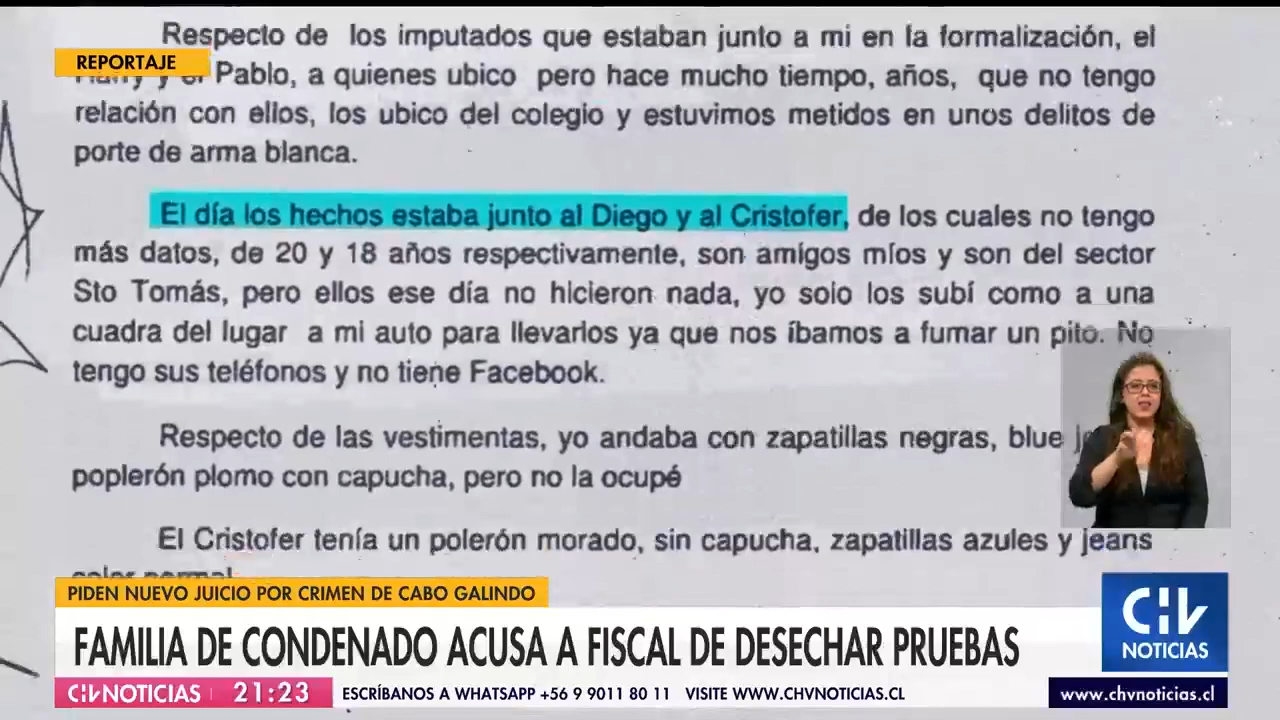 Respecto de los imputados que estaban junto a mi en la formalización, el
REPORTAJE
Harry y el Pablo, a quienes ubico pero hace mucho tiempo, años, que no tengo
relación con ellos, los ubico del colegio y estuvimos metidos en unos delitos de
porte de arma blanca.
El día los hechos estaba junto al Diego y al Cristofer, de los cuales no tengo
más datos, de 20 y 18 años respectivamente, son amigos míos y son del sector
Sto Tomás, pero ellos ese día no hicieron nada, yo solo los subí como a una
cuadra del lugar a mi auto para llevarlos ya que nos íbamos a fumar un pito. No
tengo sus teléfonos y no tiene Facebook.
Respecto de las vestimentas, yo andaba con zapatillas negras, blue
poplerón plomo con capucha, pero no la ocupé
El Cristofer tenía un polerón morado, sin capucha, zapatillas azules y jeans
color normal
PIDEN NUEVO JUICIO POR CRIMEN DE CABO GALINDO
FAMILIA DE CONDENADO ACUSA A FISCAL DE DESECHAR PRUEBAS
CHV NOTICIAS
CHV NOTICIAS 21:23 ESCRÍBANOS A WHATSAPP +56 9 9011 80 11 VISITE WWW.CHVNOTICIAS.CL
www.chvnoticias.cl